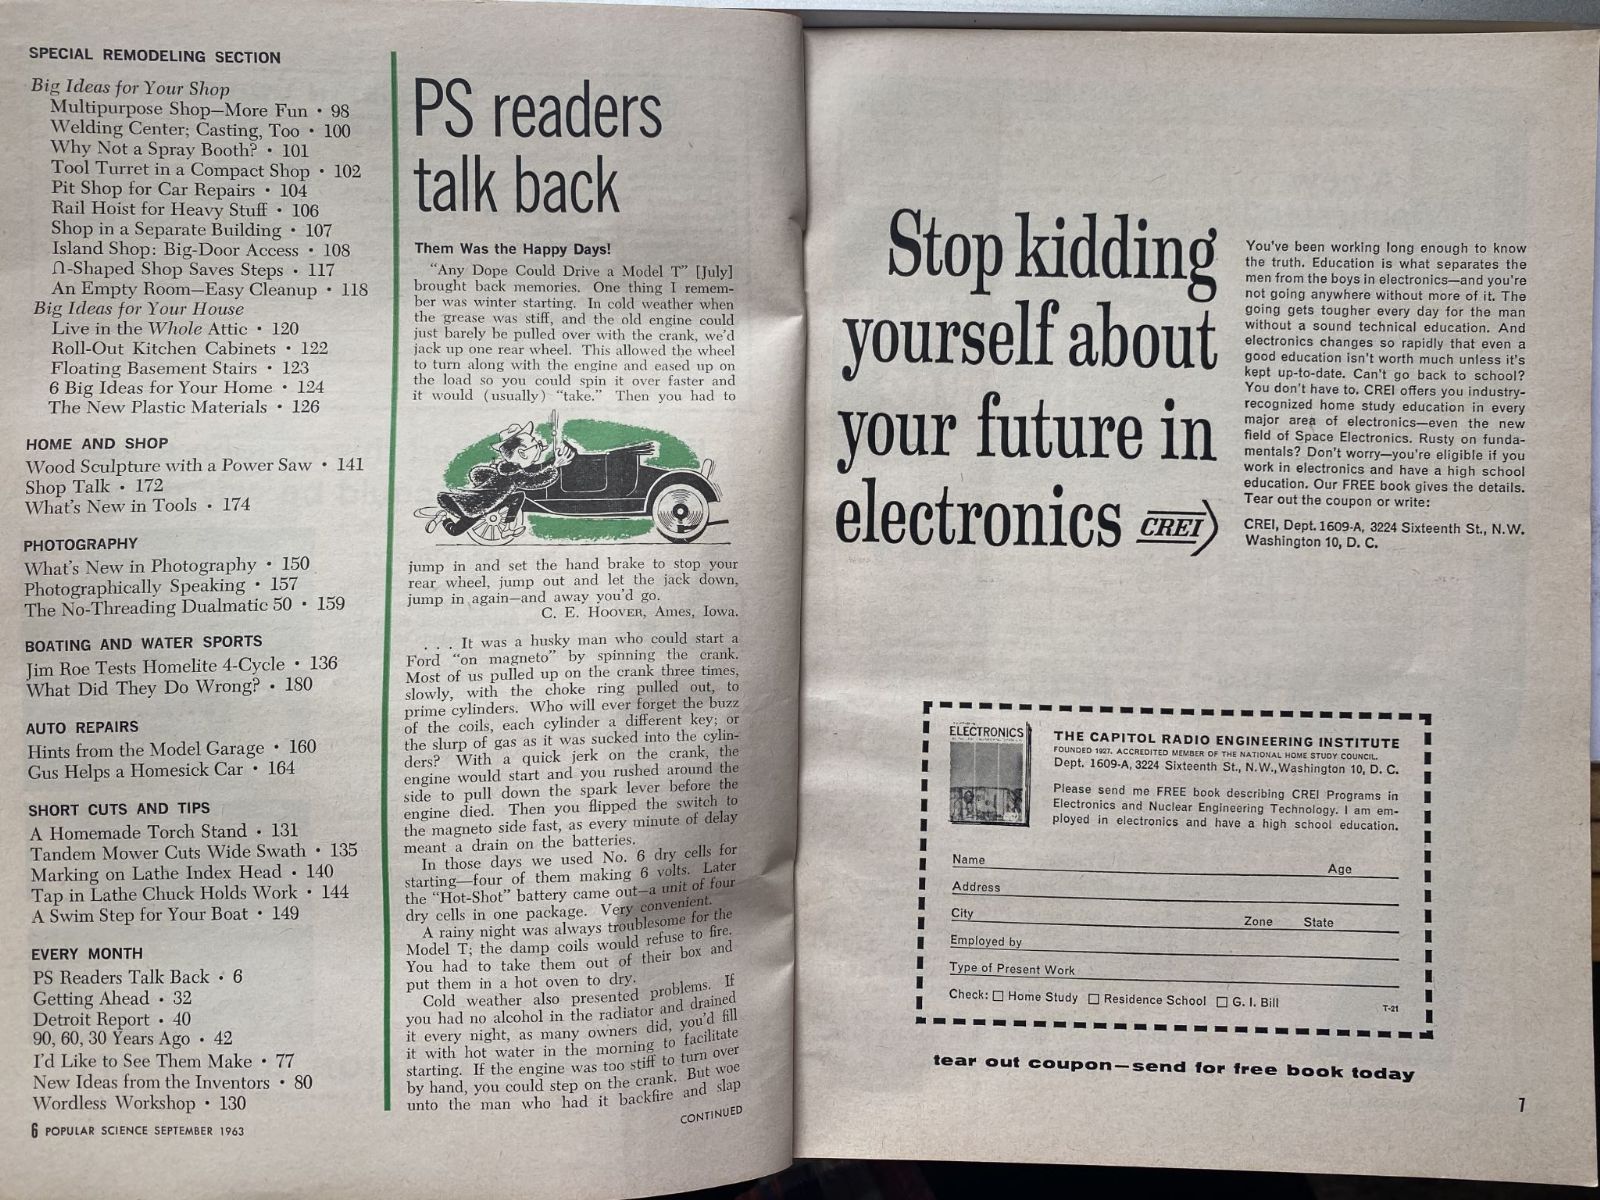 SPECIAL REMODELING SECTION
Big Ideas for Your Shop
Multipurpose Shop—More Fun • 98
Welding Center; Casting, Too • 100
Why Not a Spray Booth? • 101
Tool Turret in a Compact Shop • 102
Pit Shop for Car Repairs • 104
Rail Hoist for Heavy Stuff • 106
Shop in a Separate Building • 107
Island Shop: Big-Door Access • 108
U-Shaped Shop Saves Steps • 117
An Empty Room—Easy Cleanup • 118
Big Ideas for Your House
Live in the Whole Attic • 120
Roll-Out Kitchen Cabinets • 122
Floating Basement Stairs • 123
6 Big Ideas for Your Home • 124
The New Plastic Materials • 126
HOME AND SHOP
Wood Sculpture with a Power Saw • 141
Shop Talk • 172
What's New in Tools • 174
PHOTOGRAPHY
What's New in Photography • 150
Photographically Speaking • 157
The No-Threading Dualmatic 50 • 159
BOATING AND WATER SPORTS
Jim Roe Tests Homelite 4-Cycle • 136
What Did They Do Wrong? • 180
AUTO REPAIRS
Hints from the Model Garage • 160
Gus Helps a Homesick Car • 164
SHORT CUTS AND TIPS
A Homemade Torch Stand • 131
Tandem Mower Cuts Wide Swath • 135
Marking on Lathe Index Head • 140
Tap in Lathe Chuck Holds Work • 144
A Swim Step for Your Boat • 149
EVERY MONTH
PS Readers Talk Back • 6
Getting Ahead • 32
Detroit Report • 40
90, 60, 30 Years Ago • 42
I'd Like to See Them Make • 77
New Ideas from the Inventors • 80
Wordless Workshop • 130
6 POPULAR SCIENCE SEPTEMBER 1963
PS readers
talk back
Them Was the Happy Days!
"Any Dope Could Drive a Model T" [July]
brought back memories. One thing I remem-
ber was winter starting. In cold weather when
the grease was stiff, and the old engine could
just barely be pulled over with the crank, we'd
jack up one rear wheel. This allowed the wheel
to turn along with the engine and eased up on
the load so you could spin it over faster and
it would (usually) "take." Then you had to
jump in and set the hand brake to stop your
rear wheel, jump out and let the jack down,
jump in again—and away you'd go.
C. E. HOOVER, Ames, Iowa.
. . . It was a husky man who could start a
Ford "on magneto" by spinning the crank.
Most of us pulled up on the crank three times,
slowly, with the choke ring pulled out, to
prime cylinders. Who will ever forget the buzz
of the coils, each cylinder a different key; or
the slurp of gas as it was sucked into the cylin-
ders? With a quick jerk on the crank, the
engine would start and you rushed around the
side to pull down the spark lever before the
engine died. Then you flipped the switch to
the magneto side fast, as every minute of delay
meant a drain on the batteries.
In those days we used No. 6 dry cells for
starting—four of them making 6 volts. Later
the "Hot-Shot" battery came out—a unit of four
dry cells in one package. Very convenient.
A rainy night was always troublesome for the
Model T; the damp coils would refuse to fire.
You had to take them out of their box and
put them in a hot oven to dry.
Cold weather also presented problems. If
you had no alcohol in the radiator and drained
it every night, as many owners did, you'd fill
it with hot water in the morning to facilitate
starting. If the engine was too stiff to turn over
by hand, you could step on the crank. But woe
unto the man who had it backfire and slap
CONTINUED
Stop kidding
yourself about
your future in
electronics CREI
You've been working long enough to know
the truth. Education is what separates the
men from the boys in electronics—and you're
not going anywhere without more of it. The
going gets tougher every day for the man
without a sound technical education. And
electronics changes so rapidly that even a
good education isn't worth much unless it's
kept up-to-date. Can't go back to school?
You don't have to. CREI offers you industry-
recognized home study education in every
major area of electronics—even the new
field of Space Electronics. Rusty on funda-
mentals? Don't worry—you're eligible if you
work in electronics and have a high school
education. Our FREE book gives the details.
Tear out the coupon or write:
CREI, Dept. 1609-A, 3224 Sixteenth St., N.W.
Washington 10, D. C.
ELECTRONICS
THE CAPITOL RADIO ENGINEERING INSTITUTE
FOUNDED 1927. ACCREDITED MEMBER OF THE NATIONAL HOME STUDY COUNCIL.
Dept. 1609-A, 3224 Sixteenth St., N.W., Washington 10, D. C.
Please send me FREE book describing CREI Programs in
Electronics and Nuclear Engineering Technology. I am em-
ployed in electronics and have a high school education.
Name Age
Address
City Zone State
Employed by
Type of Present Work
Check: □ Home Study □ Residence School □ G. I. Bill
T-21
tear out coupon—send for free book today
7